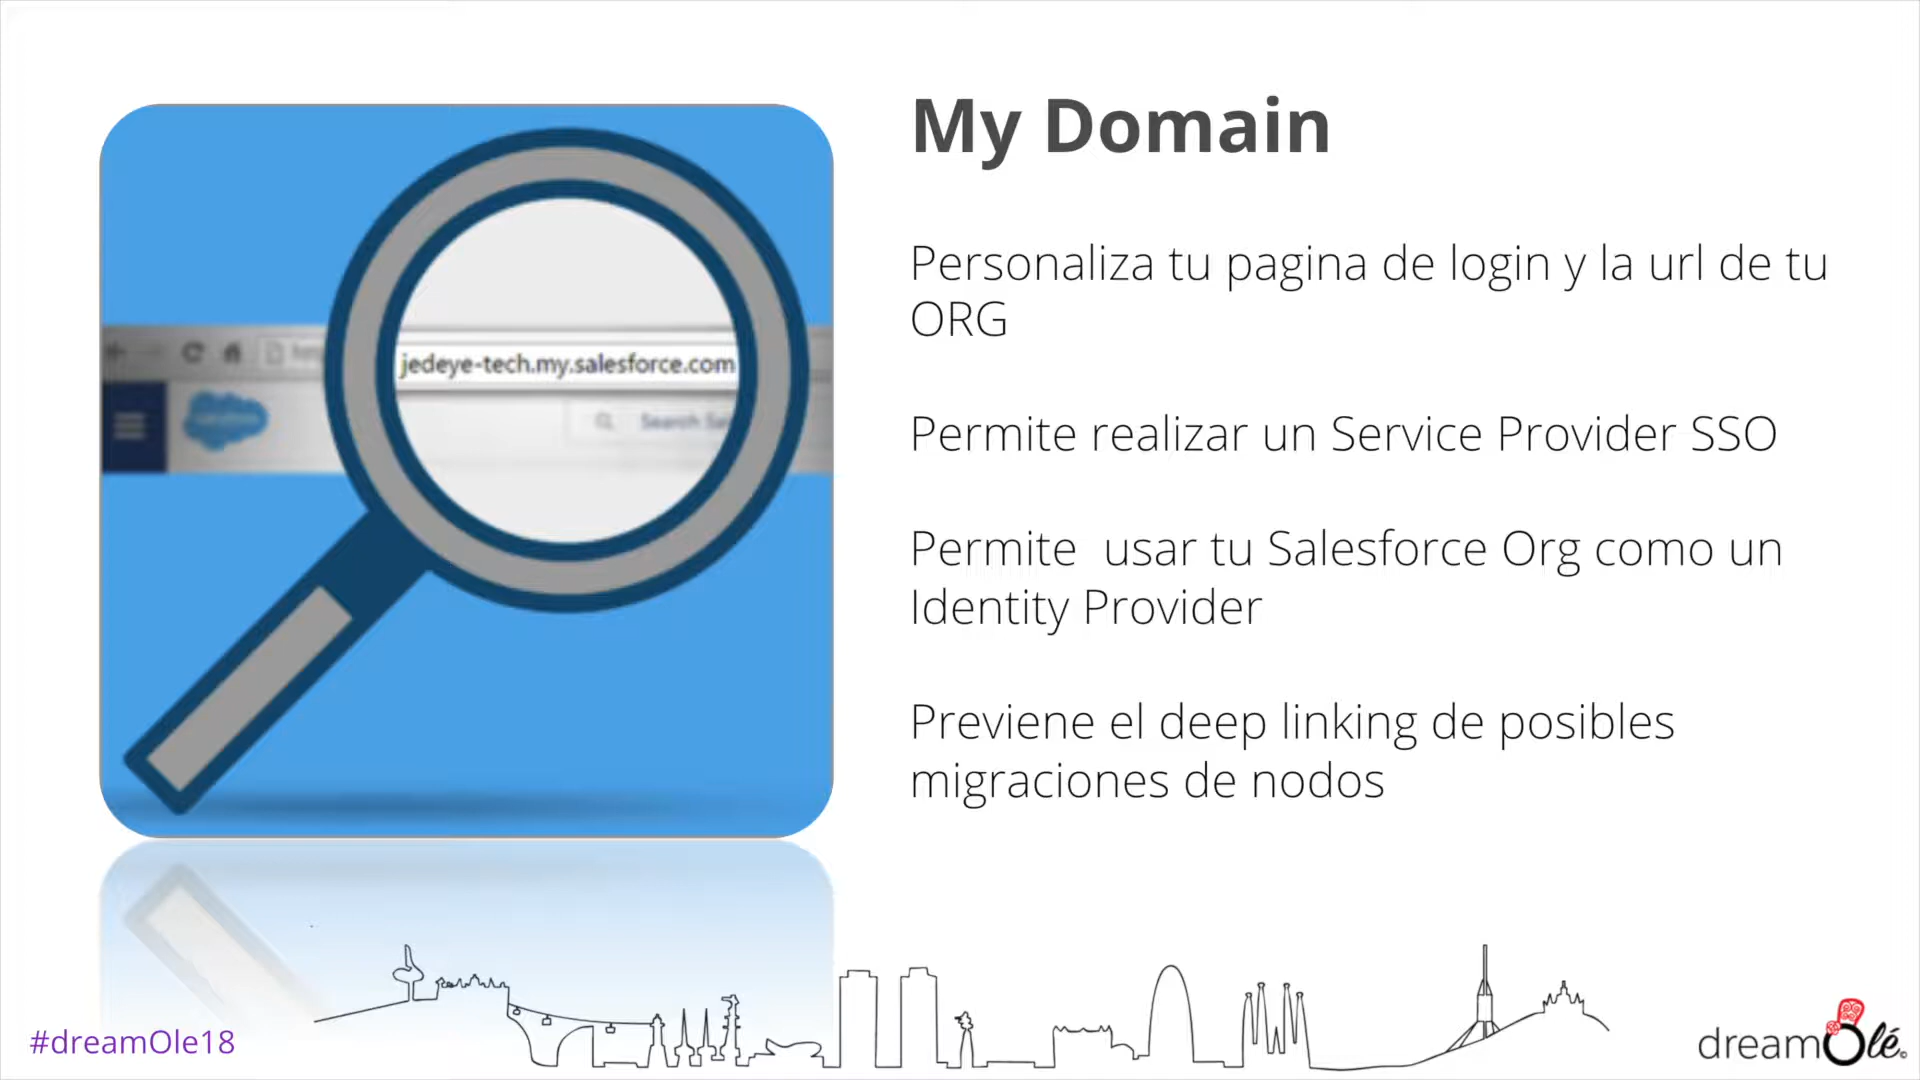 My Domain
Personaliza tu pagina de login y la url de tu
ORG
Permite realizar un Service Provider SSO
Permite  usar tu Salesforce Org como un
Identity Provider
Previene el deep linking de posibles
migraciones de nodos
jedeye-tech.my.salesforce.com
salesforce
Search
#dreamOle18
dreamOlé